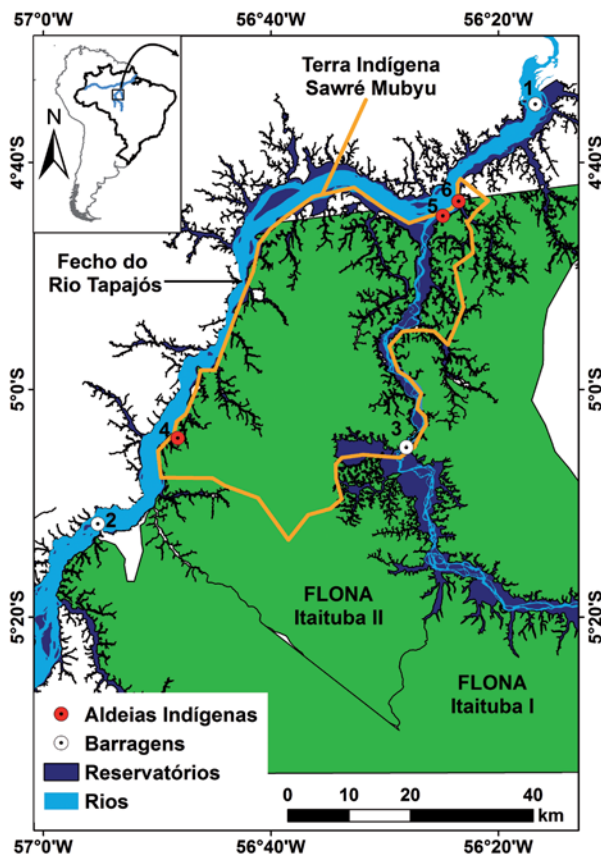 57°0'O 56°40'O 56°20'O
N
Terra Indígena
Sawré Mubyu
1
4°40'S 4°40'S
6
5
Fecho do
Rio Tapajós
5°0'S 5°0'S
4
3
2
FLONA
Itaituba II
5°20'S 5°20'S
FLONA
Itaituba I
Aldeias Indígenas
Barragens
Reservatórios
Rios
0 10 20 40
km
57°0'O 56°40'O 56°20'O